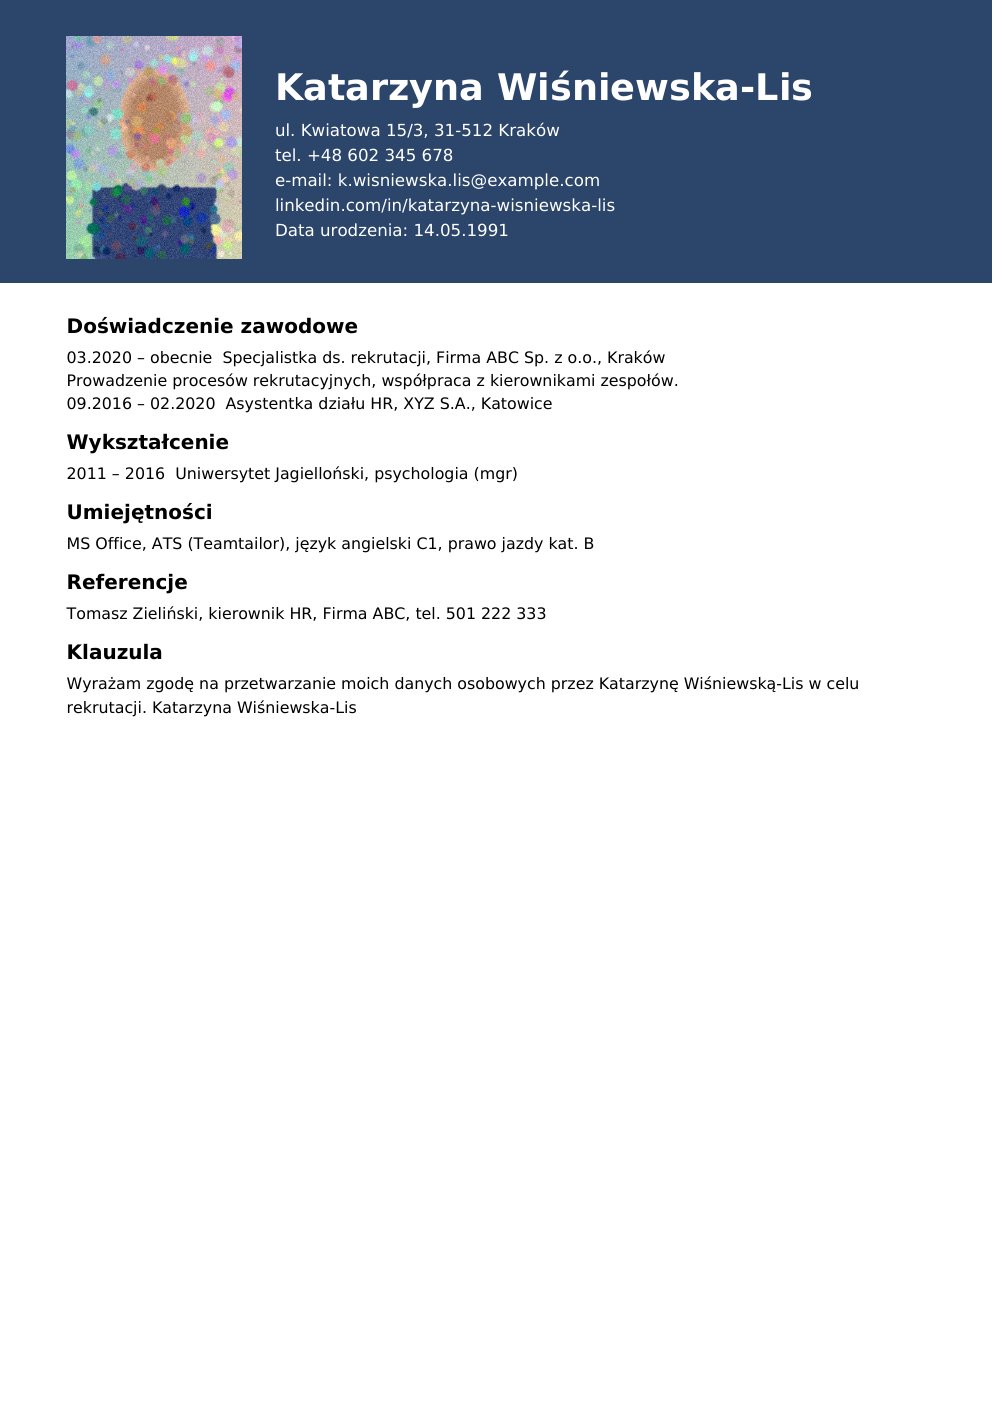 Katarzyna Wiśniewska-Lis
ul. Kwiatowa 15/3, 31-512 Kraków
tel. +48 602 345 678
e-mail: k.wisniewska.lis@example.com
linkedin.com/in/katarzyna-wisniewska-lis
Data urodzenia: 14.05.1991
Doświadczenie zawodowe
03.2020 – obecnie  Specjalistka ds. rekrutacji, Firma ABC Sp. z o.o., Kraków
Prowadzenie procesów rekrutacyjnych, współpraca z kierownikami zespołów.
09.2016 – 02.2020  Asystentka działu HR, XYZ S.A., Katowice
Wykształcenie
2011 – 2016  Uniwersytet Jagielloński, psychologia (mgr)
Umiejętności
MS Office, ATS (Teamtailor), język angielski C1, prawo jazdy kat. B
Referencje
Tomasz Zieliński, kierownik HR, Firma ABC, tel. 501 222 333
Klauzula
Wyrażam zgodę na przetwarzanie moich danych osobowych przez Katarzynę Wiśniewską-Lis w celu
rekrutacji. Katarzyna Wiśniewska-Lis